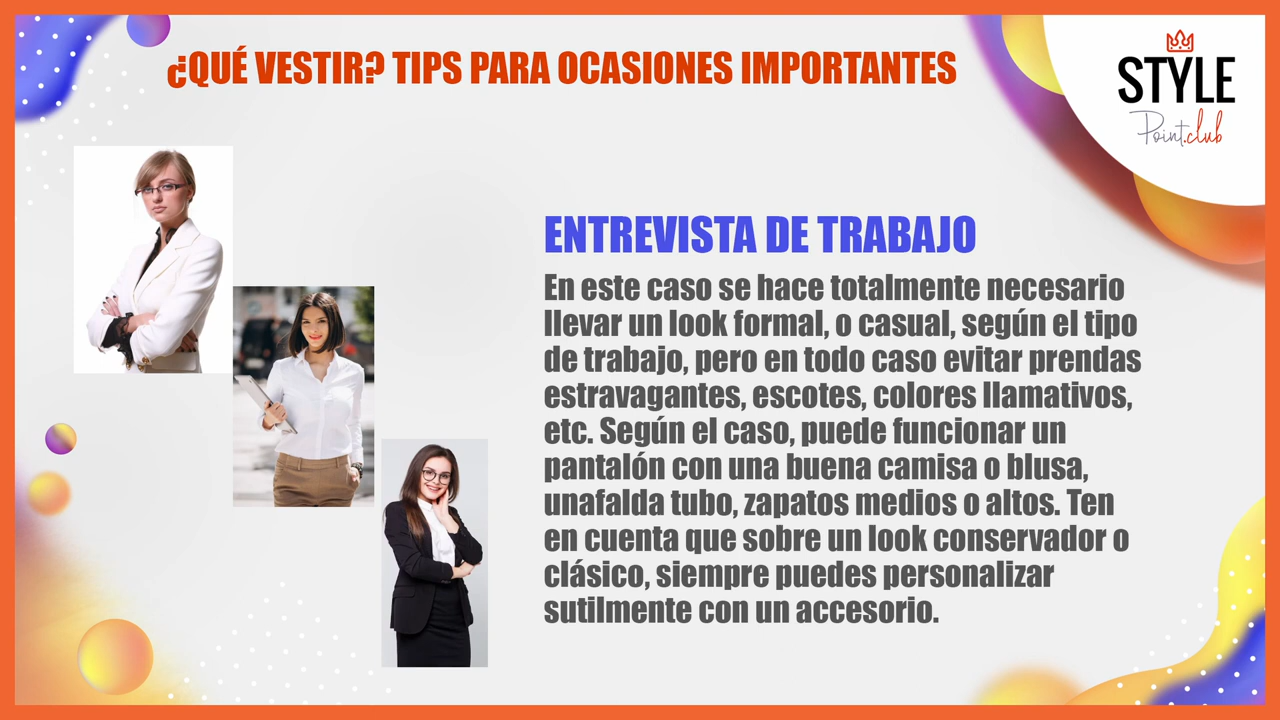 ¿QUÉ VESTIR? TIPS PARA OCASIONES IMPORTANTES
STYLE
Point.club
ENTREVISTA DE TRABAJO
En este caso se hace totalmente necesario
llevar un look formal, o casual, según el tipo
de trabajo, pero en todo caso evitar prendas
estravagantes, escotes, colores llamativos,
etc. Según el caso, puede funcionar un
pantalón con una buena camisa o blusa,
unafalda tubo, zapatos medios o altos. Ten
en cuenta que sobre un look conservador o
clásico, siempre puedes personalizar
sutilmente con un accesorio.